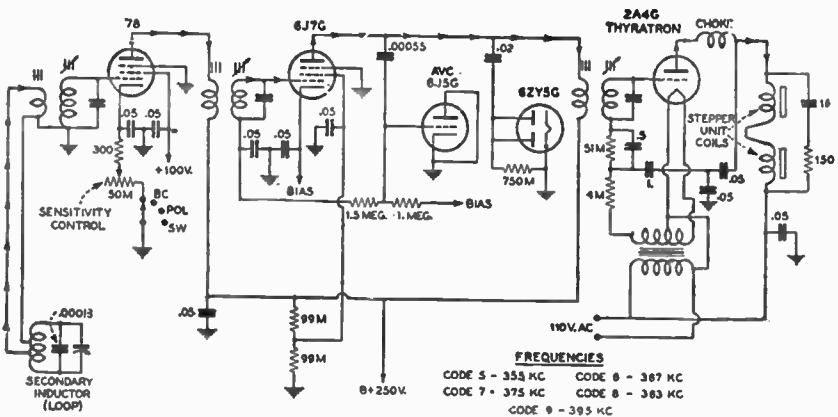 78
6J7G
2A4G
THYRATRON
CHOKE
.00055
.02
AVC
6J5G
6ZY5G
.05 .05
300
+100V.
50M
SENSITIVITY
CONTROL
BC
POL
SW
.05
.05
.05
BIAS
1.5 MEG.
1. MEG.
BIAS
750M
51M
.5
4M
1.
.05
.05
STEPPER
UNIT
COILS
.16
150
.05
.00013
SECONDARY
INDUCTOR
(LOOP)
.05
99M
99M
B+250V.
110V. AC
FREQUENCIES
CODE 5 - 355 KC CODE 6 - 367 KC
CODE 7 - 375 KC CODE 8 - 383 KC
CODE 9 - 395 KC